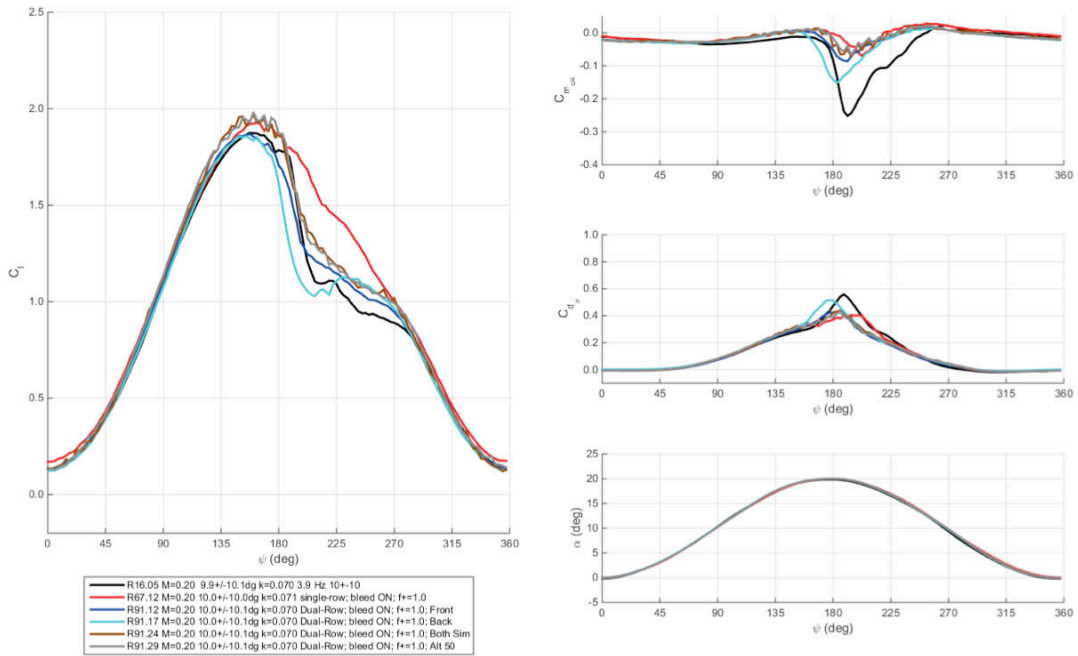 2.5
2.0
1.5
1.0
0.5
0.0
C_l
0 45 90 135 180 225 270 315 360
ψ (deg)
R16.05 M=0.20 9.9+/-10.1dg k=0.070 3.9 Hz 10+-10
R67.12 M=0.20 10.0+/-10.0dg k=0.071 single-row; bleed ON; f+=1.0
R91.12 M=0.20 10.0+/-10.1dg k=0.070 Dual-Row; bleed ON; f+=1.0; Front
R91.17 M=0.20 10.0+/-10.1dg k=0.070 Dual-Row; bleed ON; f+=1.0; Back
R91.24 M=0.20 10.0+/-10.1dg k=0.070 Dual-Row; bleed ON; f+=1.0; Both Sim
R91.29 M=0.20 10.0+/-10.1dg k=0.070 Dual-Row; bleed ON; f+=1.0; Alt 50
0.0
-0.1
-0.2
-0.3
-0.4
C_m_c/4
0 45 90 135 180 225 270 315 360
ψ (deg)
1.0
0.8
0.6
0.4
0.2
0.0
C_d_p
0 45 90 135 180 225 270 315 360
ψ (deg)
25
20
15
10
5
0
-5
α (deg)
0 45 90 135 180 225 270 315 360
ψ (deg)